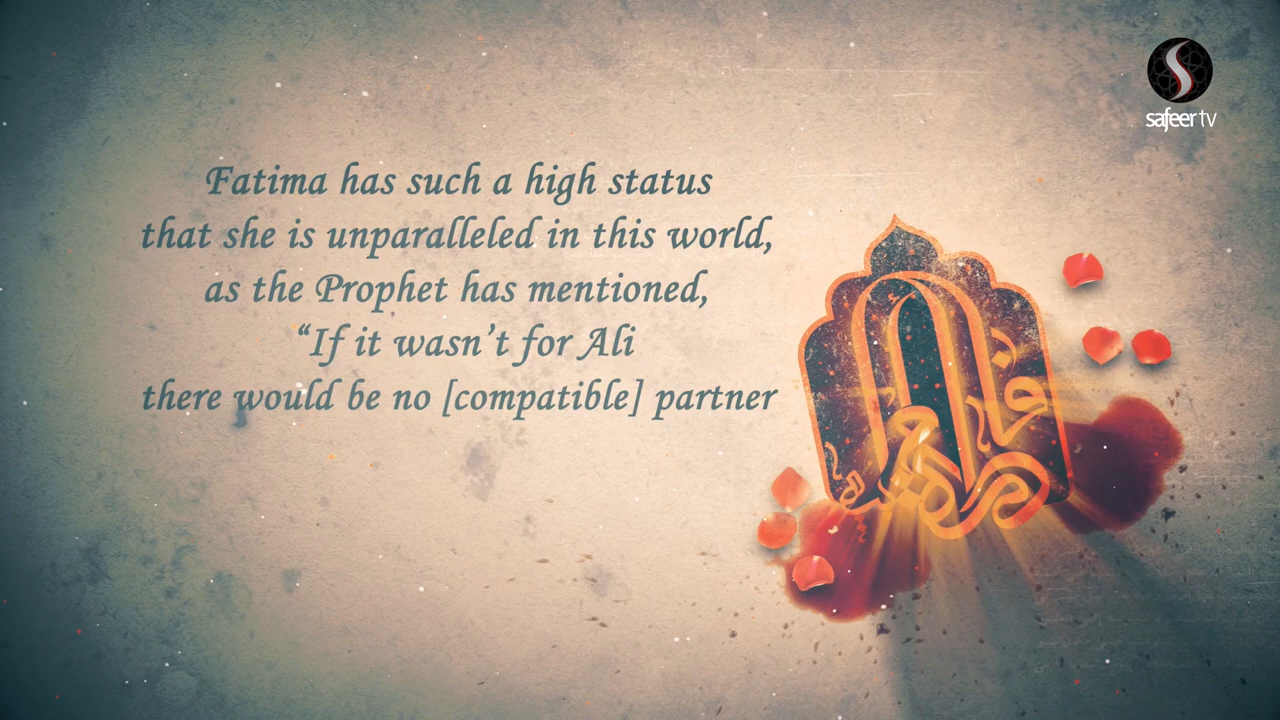 safeer tv
Fatima has such a high status
that she is unparalleled in this world,
as the Prophet has mentioned,
“If it wasn’t for Ali
there would be no [compatible] partner